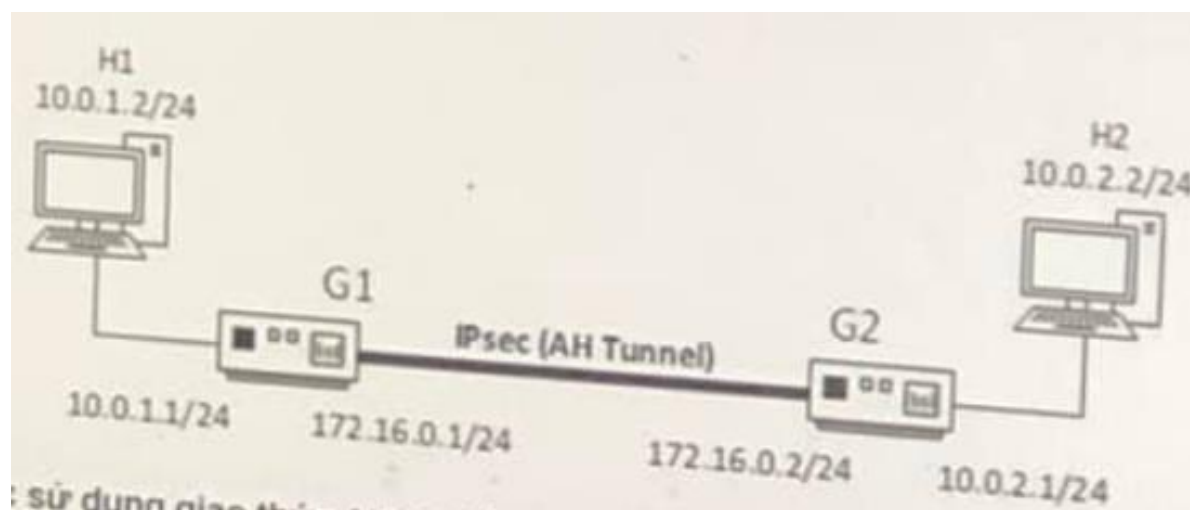 H1
10.0.1.2/24
H2
10.0.2.2/24
G1
IPsec (AH Tunnel)
G2
10.0.1.1/24
172.16.0.1/24
172.16.0.2/24
10.0.2.1/24
sử dụng giao